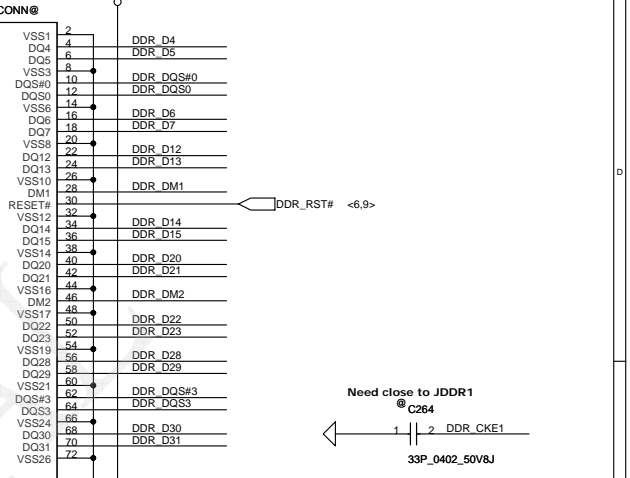 CONN@
VSS1 2
DQ4 4 DDR_D4
DQ5 6 DDR_D5
VSS3 8
DQS#0 10 DDR_DQS#0
DQS0 12 DDR_DQS0
VSS6 14
DQ6 16 DDR_D6
DQ7 18 DDR_D7
VSS8 20
DQ12 22 DDR_D12
DQ13 24 DDR_D13
VSS10 26
DM1 28 DDR_DM1
RESET# 30 DDR_RST# <6,9>
VSS12 32
DQ14 34 DDR_D14
DQ15 36 DDR_D15
VSS14 38
DQ20 40 DDR_D20
DQ21 42 DDR_D21
VSS16 44
DM2 46 DDR_DM2
VSS17 48
DQ22 50 DDR_D22
DQ23 52 DDR_D23
VSS19 54
DQ28 56 DDR_D28
DQ29 58 DDR_D29
VSS21 60
DQS#3 62 DDR_DQS#3
DQS3 64 DDR_DQS3
VSS24 66
DQ30 68 DDR_D30
DQ31 70 DDR_D31
VSS26 72
D
Need close to JDDR1
@
C264
1 2 DDR_CKE1
33P_0402_50V8J